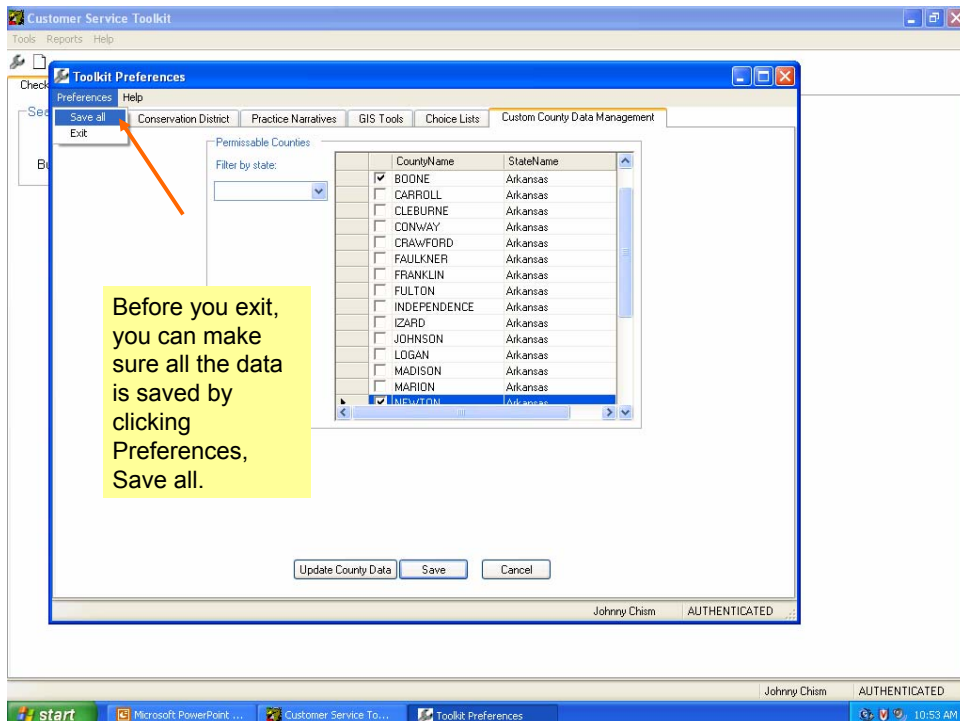 Customer Service Toolkit
Tools Reports Help
Check
Toolkit Preferences
Preferences Help
Save all
Exit
Conservation District
Practice Narratives
GIS Tools
Choice Lists
Custom County Data Management
Permissable Counties
Filter by state:
CountyName StateName
BOONE Arkansas
CARROLL Arkansas
CLEBURNE Arkansas
CONWAY Arkansas
CRAWFORD Arkansas
FAULKNER Arkansas
FRANKLIN Arkansas
FULTON Arkansas
INDEPENDENCE Arkansas
IZARD Arkansas
JOHNSON Arkansas
LOGAN Arkansas
MADISON Arkansas
MARION Arkansas
NEWTON Arkansas
Before you exit,
you can make
sure all the data
is saved by
clicking
Preferences,
Save all.
Update County Data Save Cancel
Johnny Chism AUTHENTICATED
Johnny Chism AUTHENTICATED
start Microsoft PowerPoint ... Customer Service To... Toolkit Preferences 10:53 AM